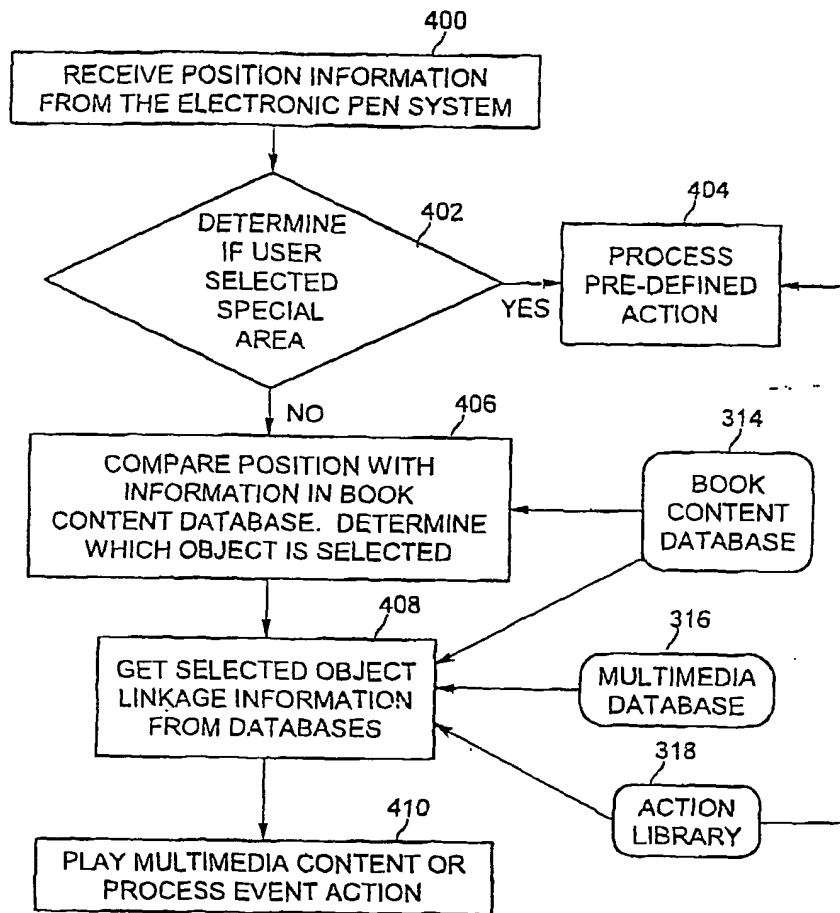 400
RECEIVE POSITION INFORMATION
FROM THE ELECTRONIC PEN SYSTEM
402
DETERMINE
IF USER
SELECTED
SPECIAL
AREA
YES
404
PROCESS
PRE-DEFINED
ACTION
NO
406
COMPARE POSITION WITH
INFORMATION IN BOOK
CONTENT DATABASE. DETERMINE
WHICH OBJECT IS SELECTED
314
BOOK
CONTENT
DATABASE
408
GET SELECTED OBJECT
LINKAGE INFORMATION
FROM DATABASES
316
MULTIMEDIA
DATABASE
318
ACTION
LIBRARY
410
PLAY MULTIMEDIA CONTENT OR
PROCESS EVENT ACTION